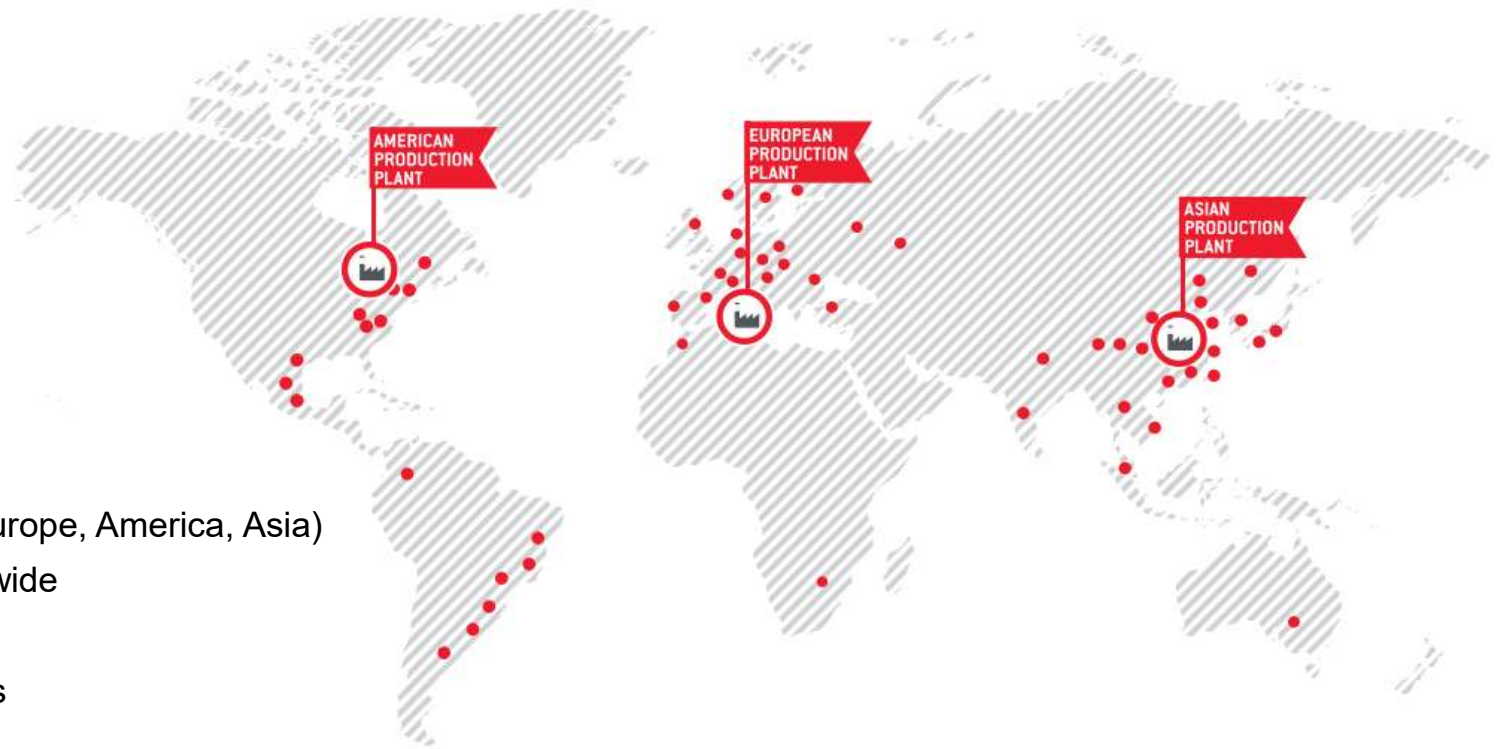 AMERICAN
PRODUCTION
PLANT
EUROPEAN
PRODUCTION
PLANT
ASIAN
PRODUCTION
PLANT
urope, America, Asia)
wide
s